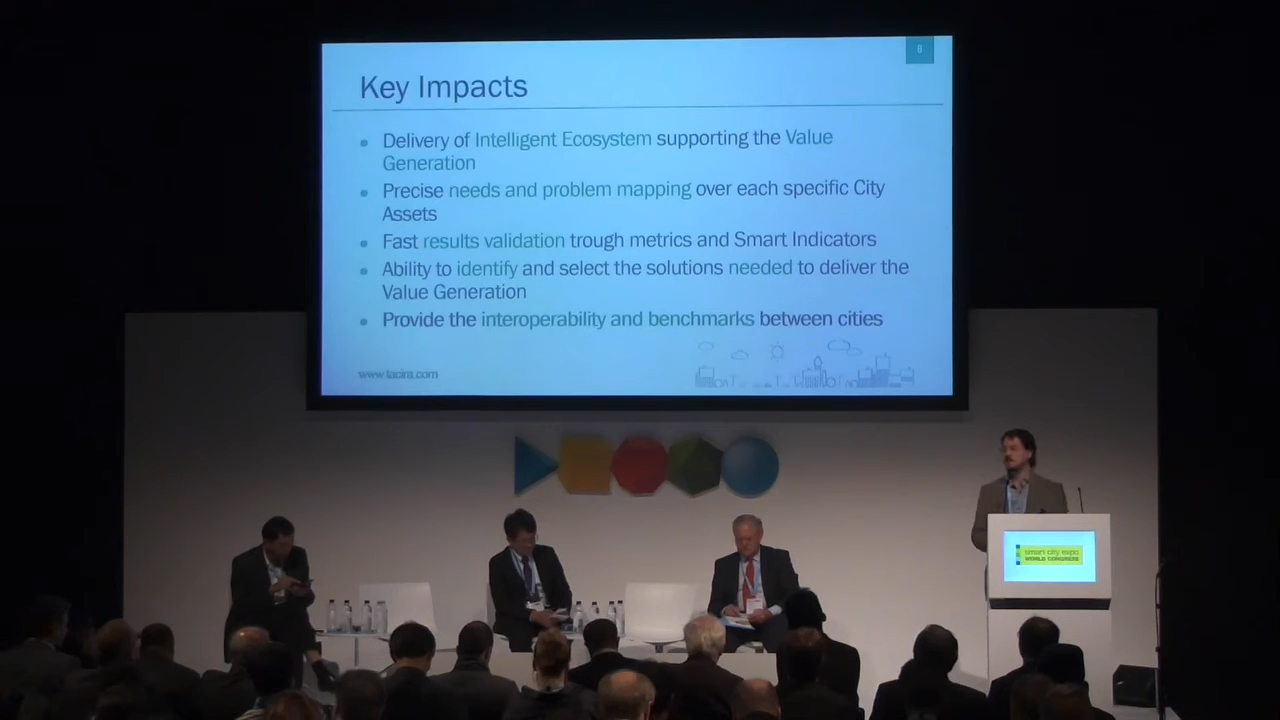 8
Key Impacts
Delivery of Intelligent Ecosystem supporting the Value
Generation
Precise needs and problem mapping over each specific City
Assets
Fast results validation trough metrics and Smart Indicators
Ability to identify and select the solutions needed to deliver the
Value Generation
Provide the interoperability and benchmarks between cities
www.tacira.com
smart city expo
WORLD CONGRESS